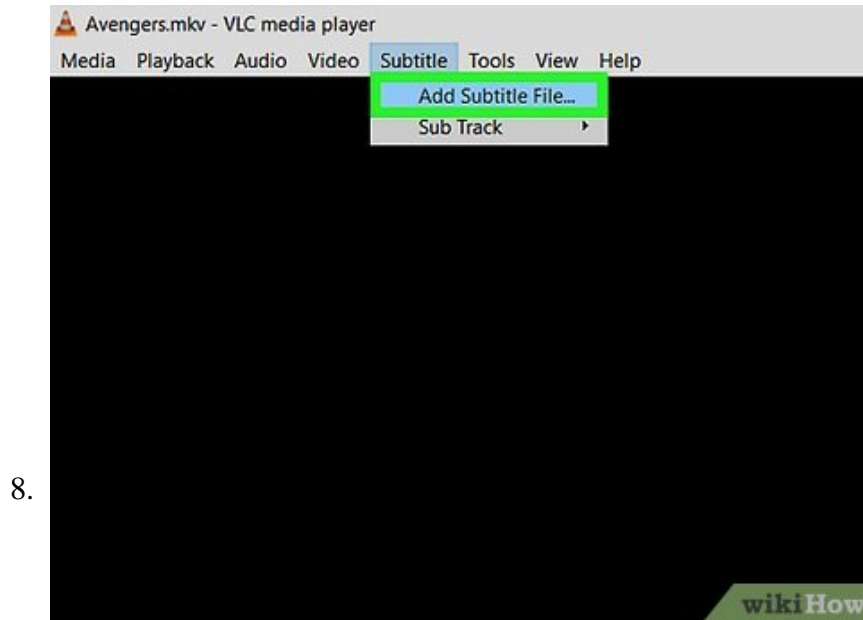 Avengers.mkv - VLC media player
Media Playback Audio Video Subtitle Tools View Help
Add Subtitle File...
Sub Track
8.
wikiHow